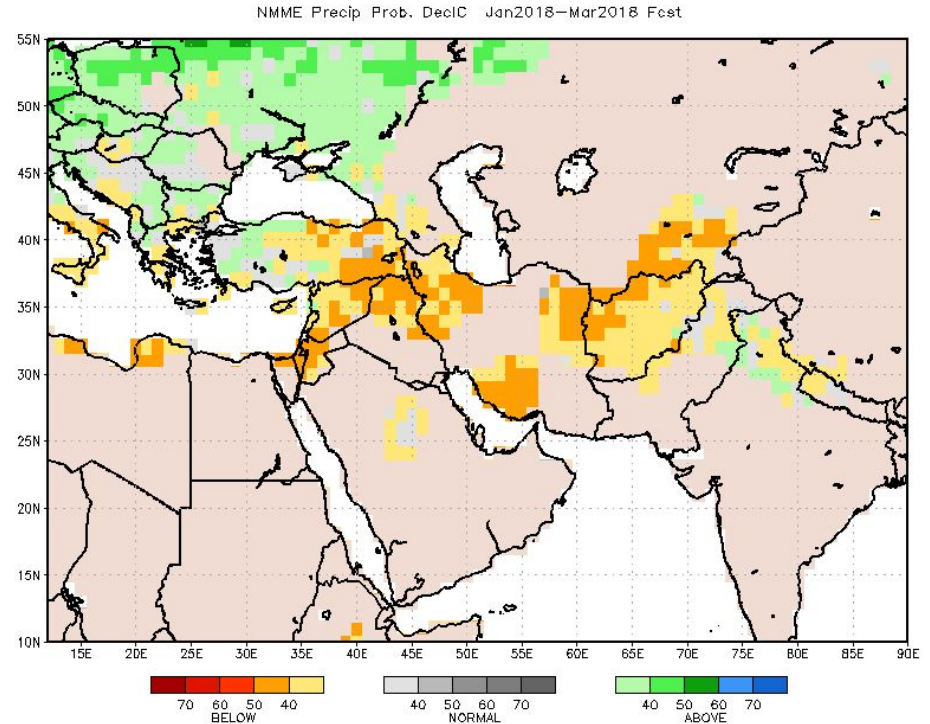 NMME Precip Prob. DecIC Jan2018-Mar2018 Fcst
55N
50N
45N
40N
35N
30N
25N
20N
15N
10N
15E 20E 25E 30E 35E 40E 45E 50E 55E 60E 65E 70E 75E 80E 85E 90E
70 60 50 40 40 50 60 70 40 50 60 70
BELOW NORMAL ABOVE